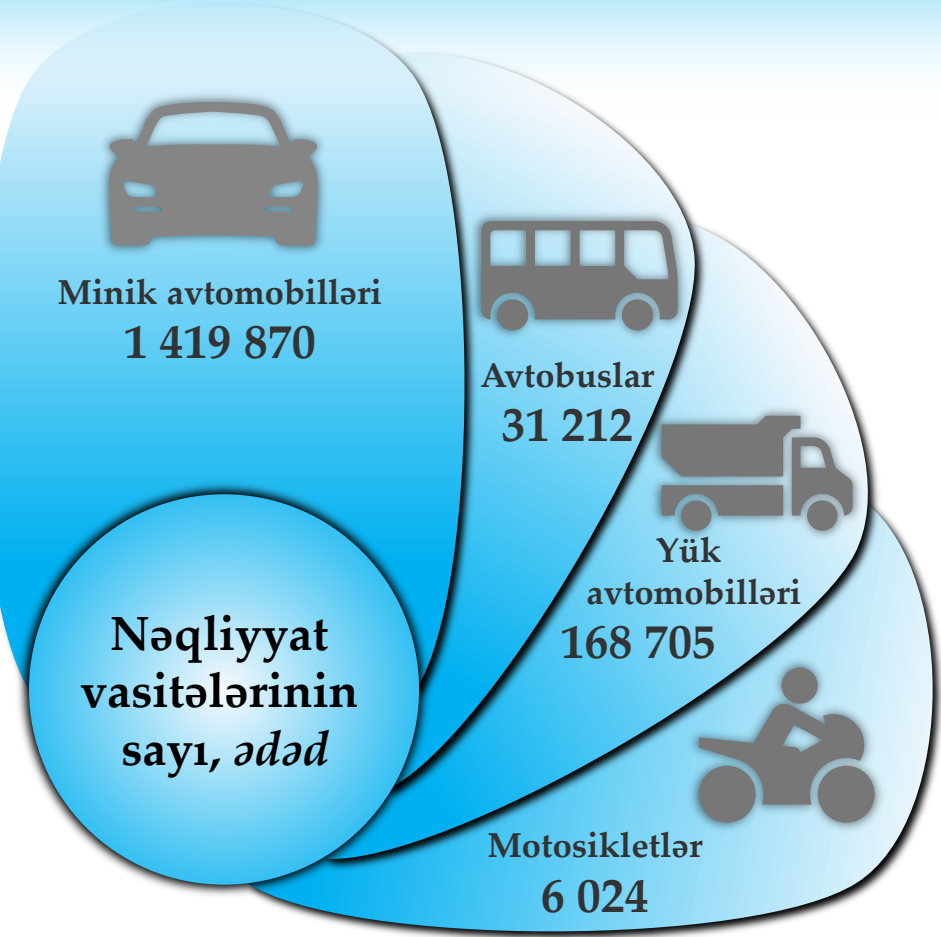 Minik avtomobilləri
1 419 870
Avtobuslar
31 212
Yük
avtomobilləri
168 705
Nəqliyyat
vasitələrinin
sayı, ədəd
Motosikletlər
6 024